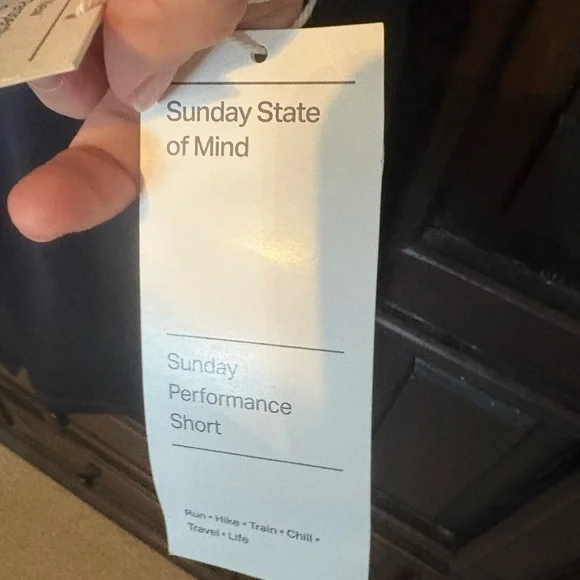 Sunday State
of Mind
Sunday
Performance
Short
Run • Hike • Train • Chill •
Travel • Life